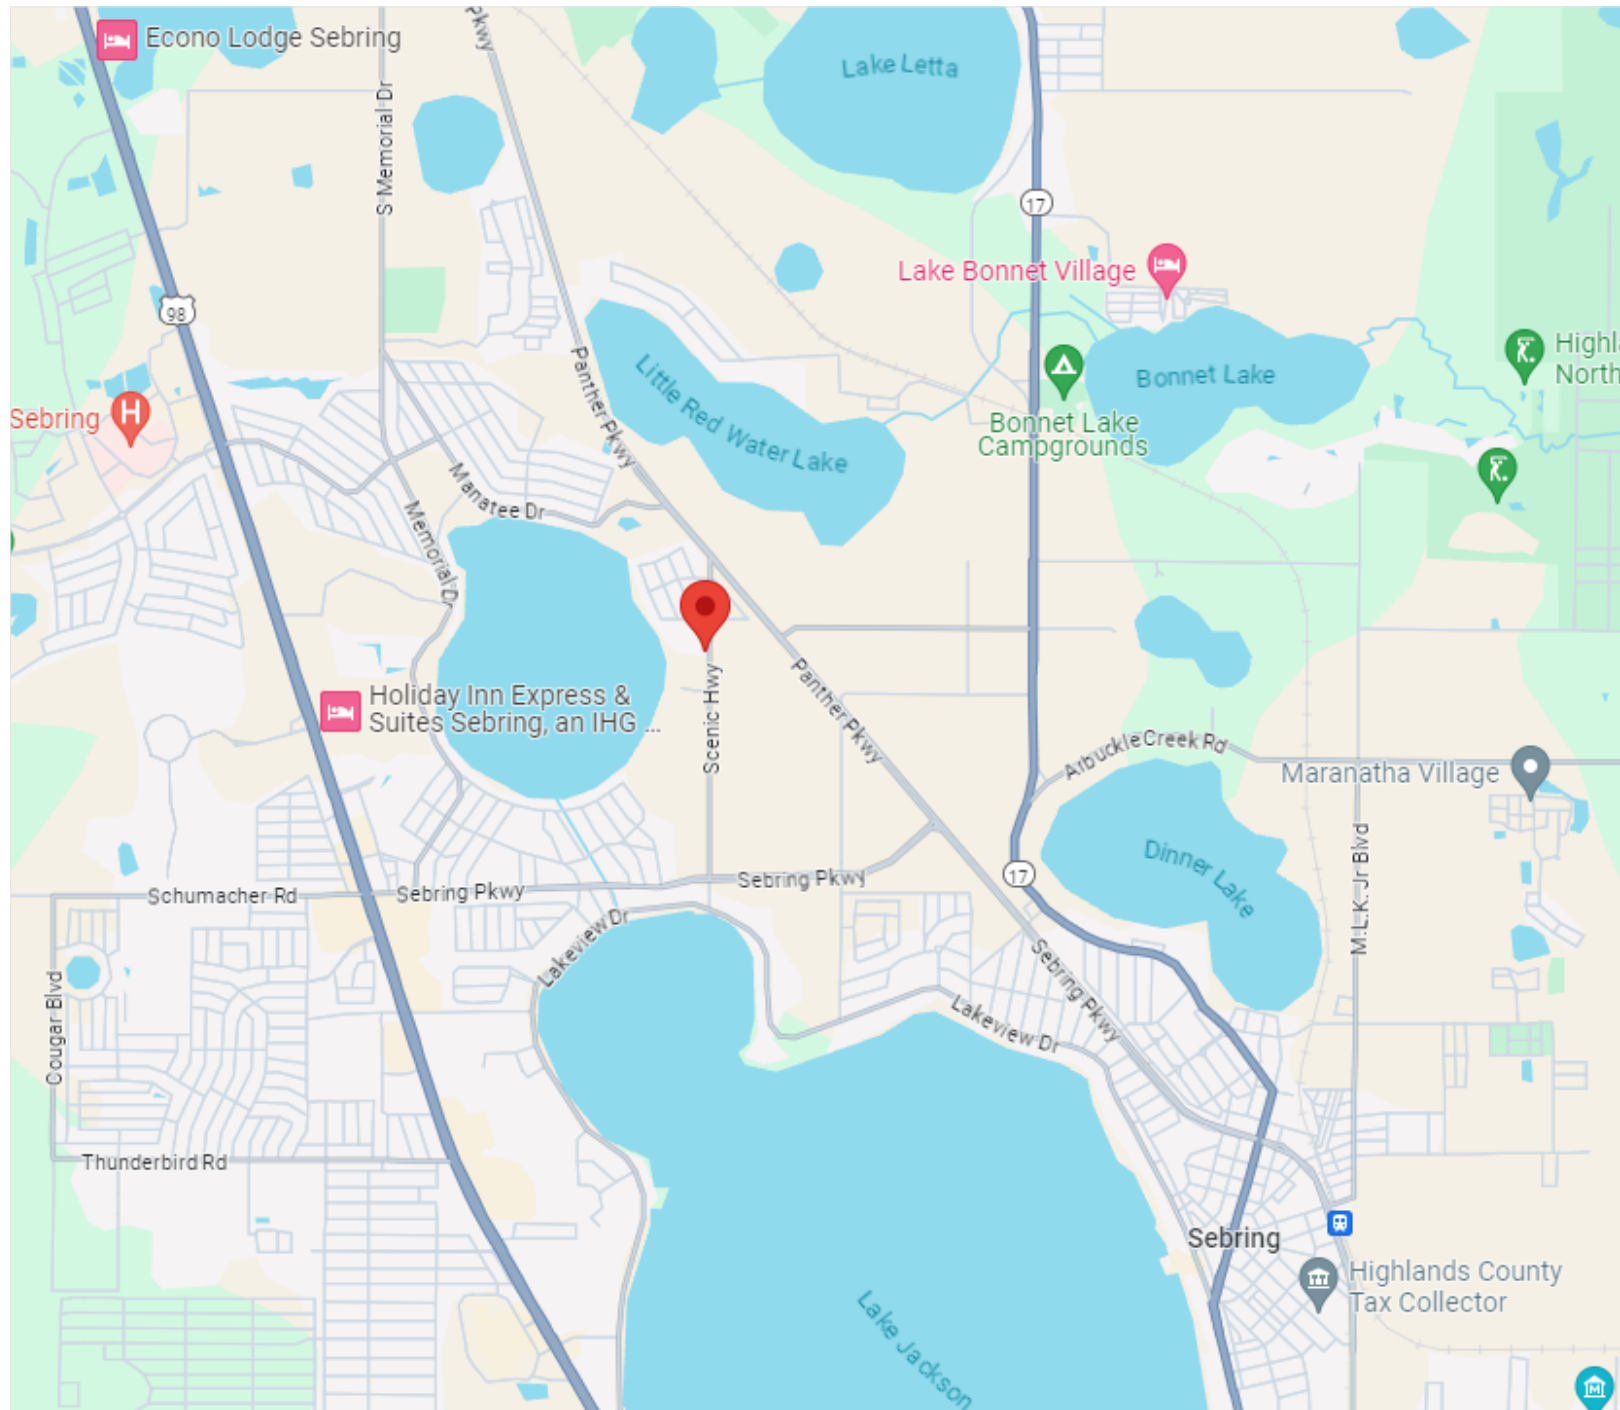 Pkwy
Econo Lodge Sebring
Lake Letta
S Memorial Dr
17
Lake Bonnet Village
98
Highl
North
Panther Pkwy
Little Red Water Lake
Bonnet Lake
Sebring
H
Bonnet Lake
Campgrounds
Manatee Dr
Memorial Dr
Holiday Inn Express &
Suites Sebring, an IHG ...
Scenic Hwy
Panther Pkwy
Arbuckle Creek Rd
Maranatha Village
Dinner Lake
17
Schumacher Rd
Sebring Pkwy
Sebring Pkwy
M.L.K. Jr Blvd
Lakeview Dr
Sebring Pkwy
Cougar Blvd
Lakeview Dr
Thunderbird Rd
Sebring
Highlands County
Tax Collector
Lake Jackson
M